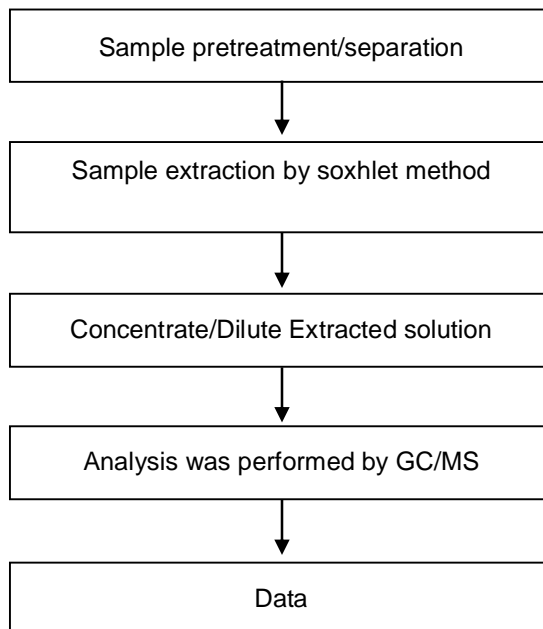 Sample pretreatment/separation
Sample extraction by soxhlet method
Concentrate/Dilute Extracted solution
Analysis was performed by GC/MS
Data